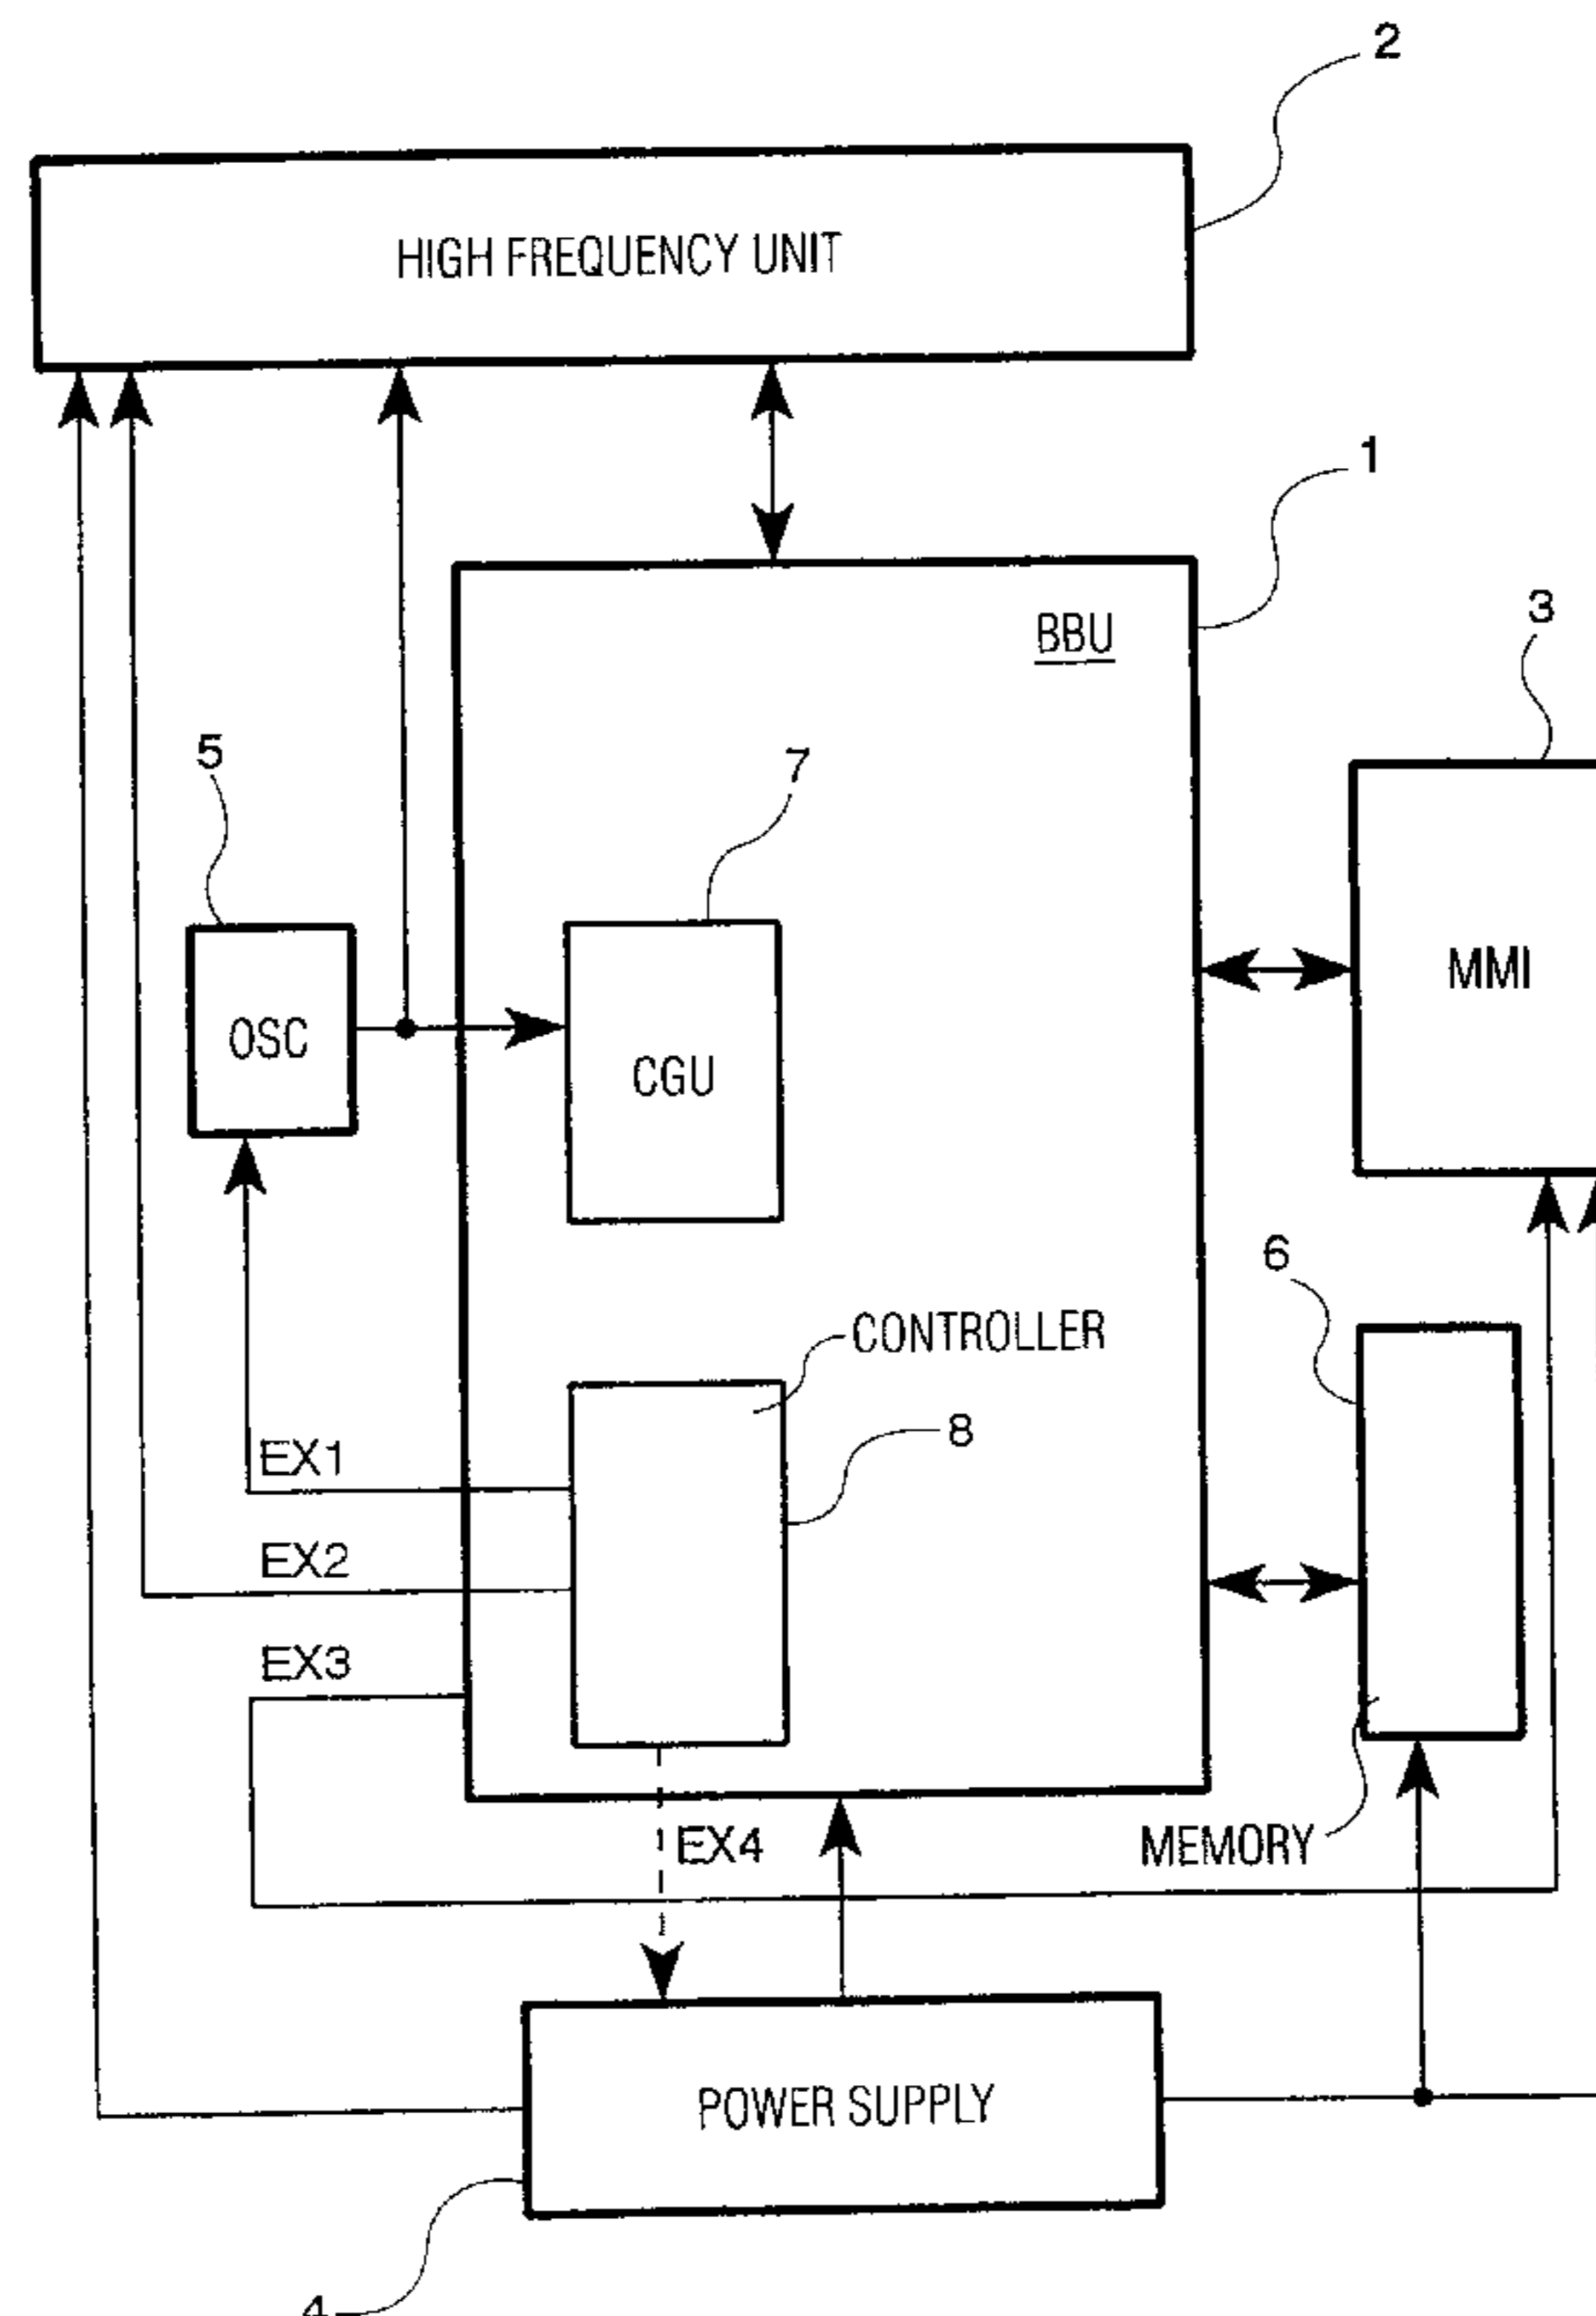 2
HIGH FREQUENCY UNIT
1
BBU
3
5
7
MMI
OSC
CGU
6
CONTROLLER
8
EX1
EX2
EX3
EX4
MEMORY
POWER SUPPLY
4